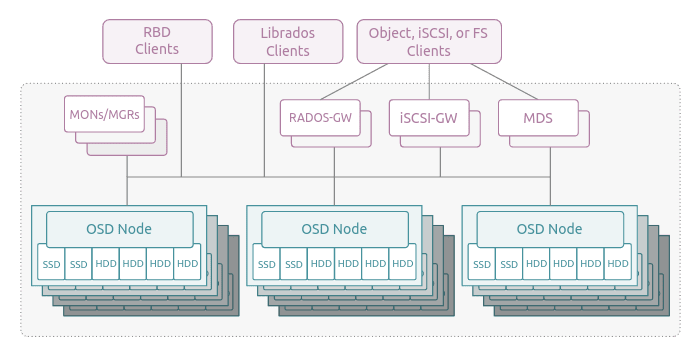 RBD
Clients
Librados
Clients
Object, iSCSI, or FS
Clients
MONs/MGRs
RADOS-GW
iSCSI-GW
MDS
OSD Node
SSD SSD HDD HDD HDD HDD
OSD Node
SSD SSD HDD HDD HDD HDD
OSD Node
SSD SSD HDD HDD HDD HDD